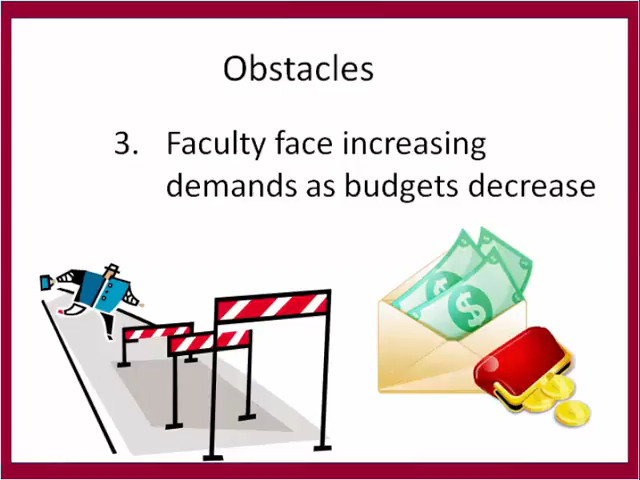 Obstacles
3. Faculty face increasing
demands as budgets decrease
$
$